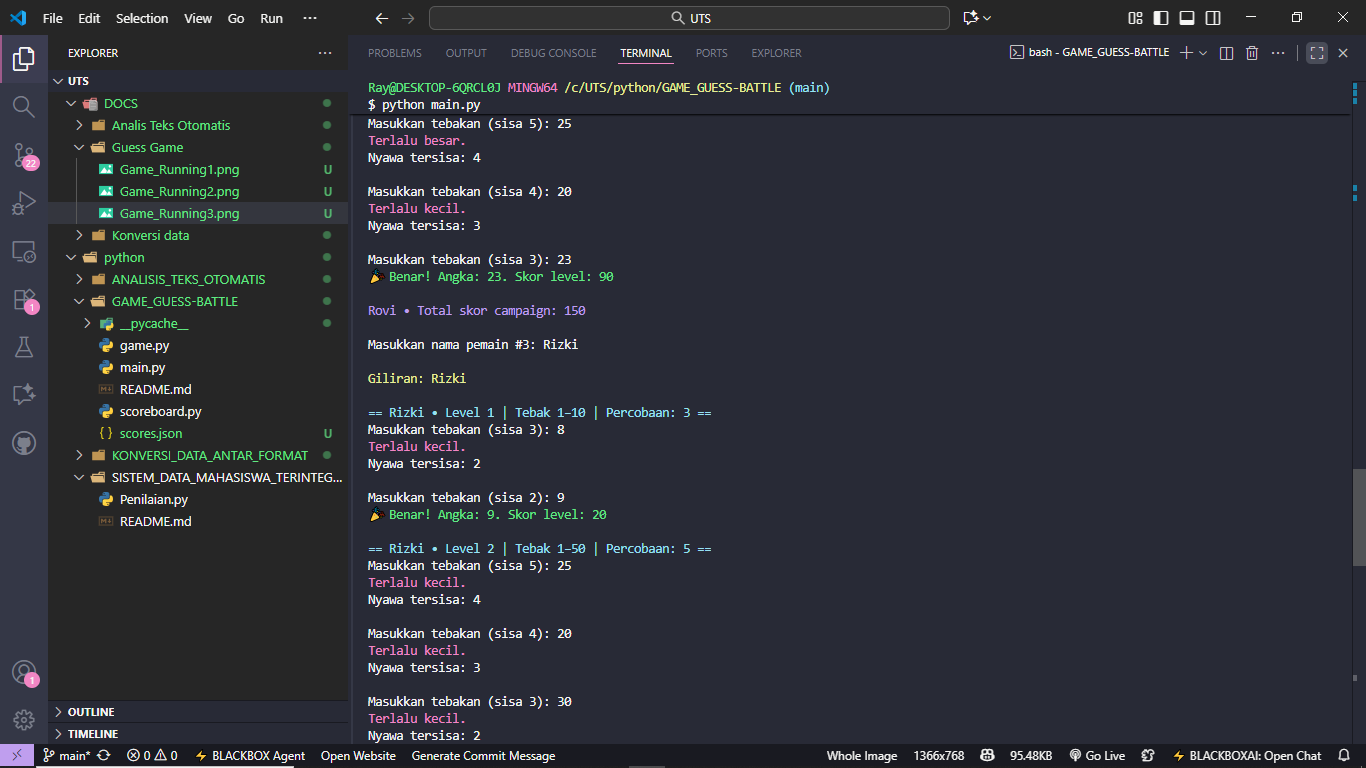 File Edit Selection View Go Run ··· UTS
EXPLORER ···
UTS
DOCS
Analis Teks Otomatis
Guess Game
Game_Running1.png U
Game_Running2.png U
Game_Running3.png U
Konversi data
python
ANALISIS_TEKS_OTOMATIS
GAME_GUESS-BATTLE
__pycache__
game.py
main.py
README.md
scoreboard.py
{} scores.json U
KONVERSI_DATA_ANTAR_FORMAT
SISTEM_DATA_MAHASISWA_TERINTEG...
Penilaian.py
README.md
OUTLINE
TIMELINE
22
1
1
PROBLEMS OUTPUT DEBUG CONSOLE TERMINAL PORTS EXPLORER bash - GAME_GUESS-BATTLE
Ray@DESKTOP-6QRCL0J MINGW64 /c/UTS/python/GAME_GUESS-BATTLE (main)
$ python main.py
Masukkan tebakan (sisa 5): 25
Terlalu besar.
Nyawa tersisa: 4
Masukkan tebakan (sisa 4): 20
Terlalu kecil.
Nyawa tersisa: 3
Masukkan tebakan (sisa 3): 23
🎉 Benar! Angka: 23. Skor level: 90
Rovi • Total skor campaign: 150
Masukkan nama pemain #3: Rizki
Giliran: Rizki
== Rizki • Level 1 | Tebak 1–10 | Percobaan: 3 ==
Masukkan tebakan (sisa 3): 8
Terlalu kecil.
Nyawa tersisa: 2
Masukkan tebakan (sisa 2): 9
🎉 Benar! Angka: 9. Skor level: 20
== Rizki • Level 2 | Tebak 1–50 | Percobaan: 5 ==
Masukkan tebakan (sisa 5): 25
Terlalu kecil.
Nyawa tersisa: 4
Masukkan tebakan (sisa 4): 20
Terlalu kecil.
Nyawa tersisa: 3
Masukkan tebakan (sisa 3): 30
Terlalu kecil.
Nyawa tersisa: 2
main* 0 0 BLACKBOX Agent Open Website Generate Commit Message Whole Image 1366x768 95.48KB Go Live BLACKBOXAI: Open Chat